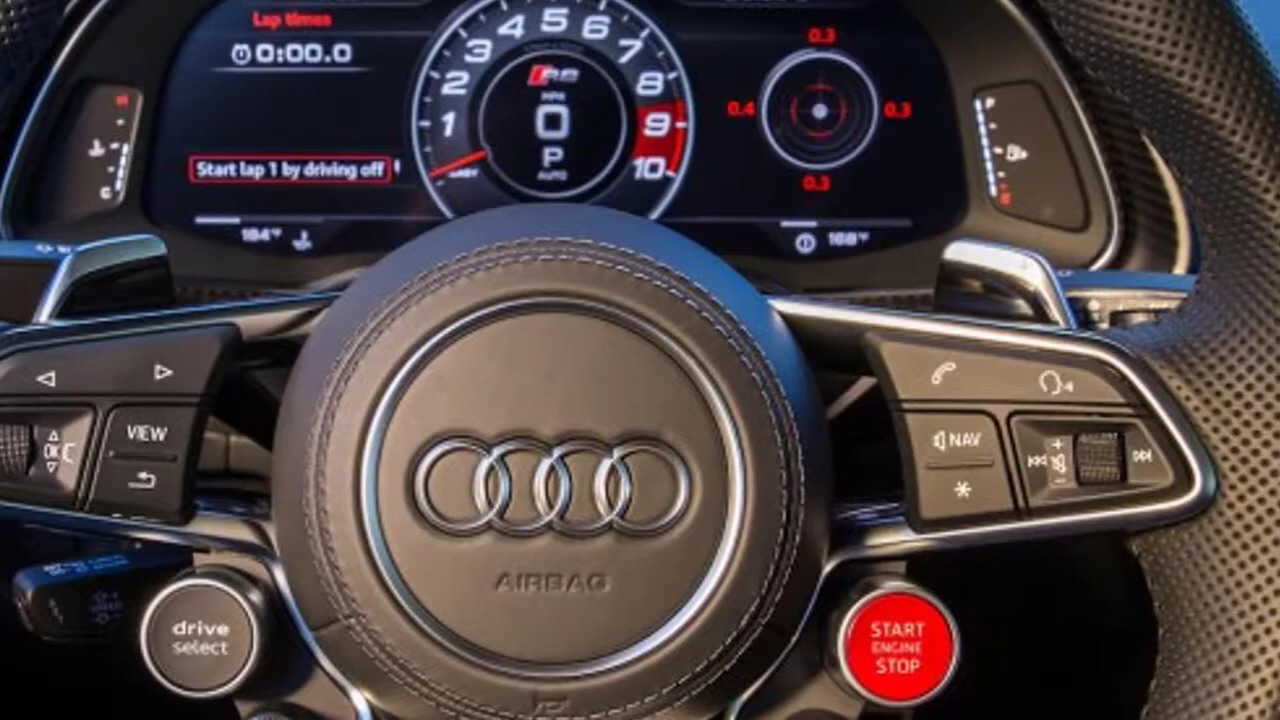 Lap times
0:00.0
Start lap 1 by driving off
1
2
3
4
5
6
7
8
9
10
MPH
0
P
AUTO
0.3
0.4
0.3
0.3
H
C
VIEW
OK
NAV
AIRBAG
drive
select
START
ENGINE
STOP